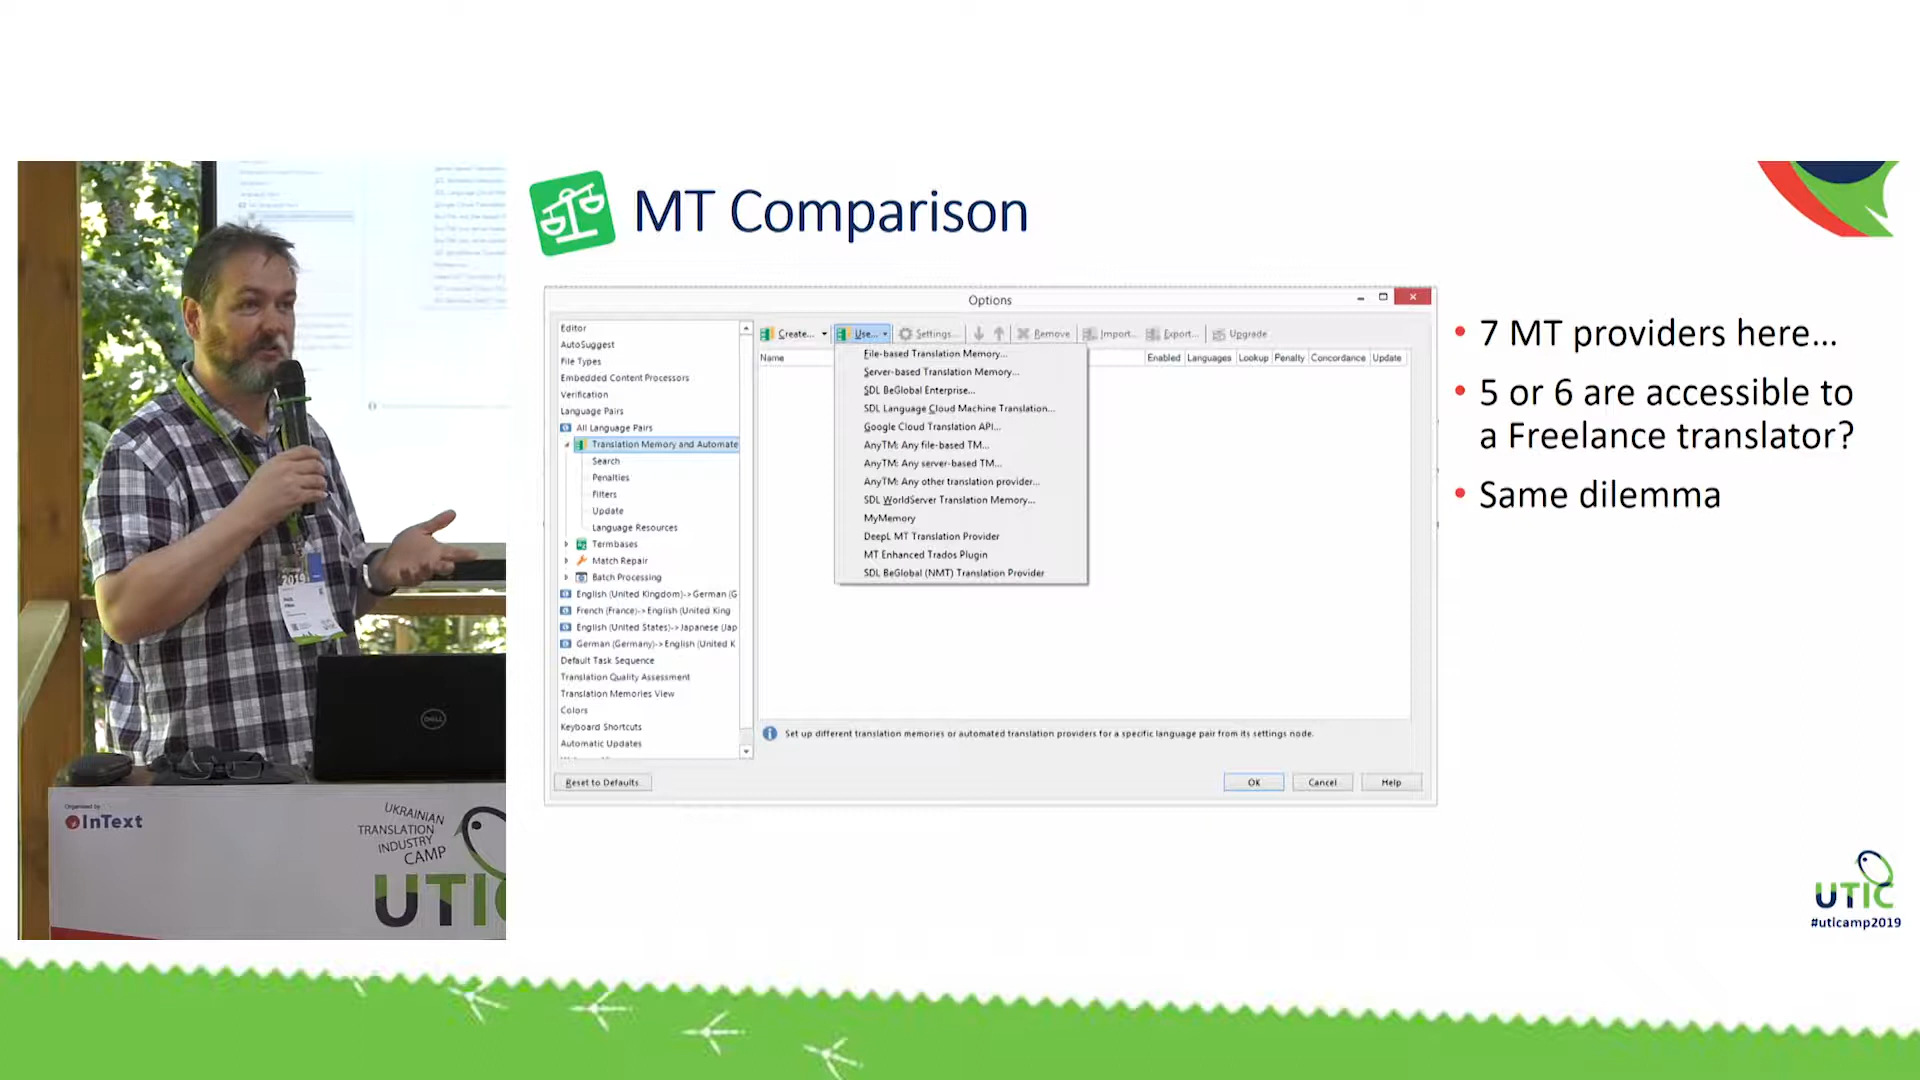 MT Comparison
Options
Editor
AutoSuggest
File Types
Embedded Content Processors
Verification
Language Pairs
All Language Pairs
Translation Memory and Automate
Search
Penalties
Filters
Update
Language Resources
Termbases
Match Repair
Batch Processing
English (United Kingdom)->German (G
French (France)->English (United King
English (United States)->Japanese (Jap
German (Germany)->English (United K
Default Task Sequence
Translation Quality Assessment
Translation Memories View
Colors
Keyboard Shortcuts
Automatic Updates
Create... Use... Settings... Remove Import... Export... Upgrade
Name Enabled Languages Lookup Penalty Concordance Update
File-based Translation Memory...
Server-based Translation Memory...
SDL BeGlobal Enterprise...
SDL Language Cloud Machine Translation...
Google Cloud Translation API...
AnyTM: Any file-based TM...
AnyTM: Any server-based TM...
AnyTM: Any other translation provider...
SDL WorldServer Translation Memory...
MyMemory
DeepL MT Translation Provider
MT Enhanced Trados Plugin
SDL BeGlobal (NMT) Translation Provider
Set up different translation memories or automated translation providers for a specific language pair from its settings node.
Reset to Defaults OK Cancel Help
• 7 MT providers here...
• 5 or 6 are accessible to
a Freelance translator?
• Same dilemma
DELL
Organised by
InText
UKRAINIAN
TRANSLATION
INDUSTRY
CAMP
UTIC
UTIC
#uticamp2019